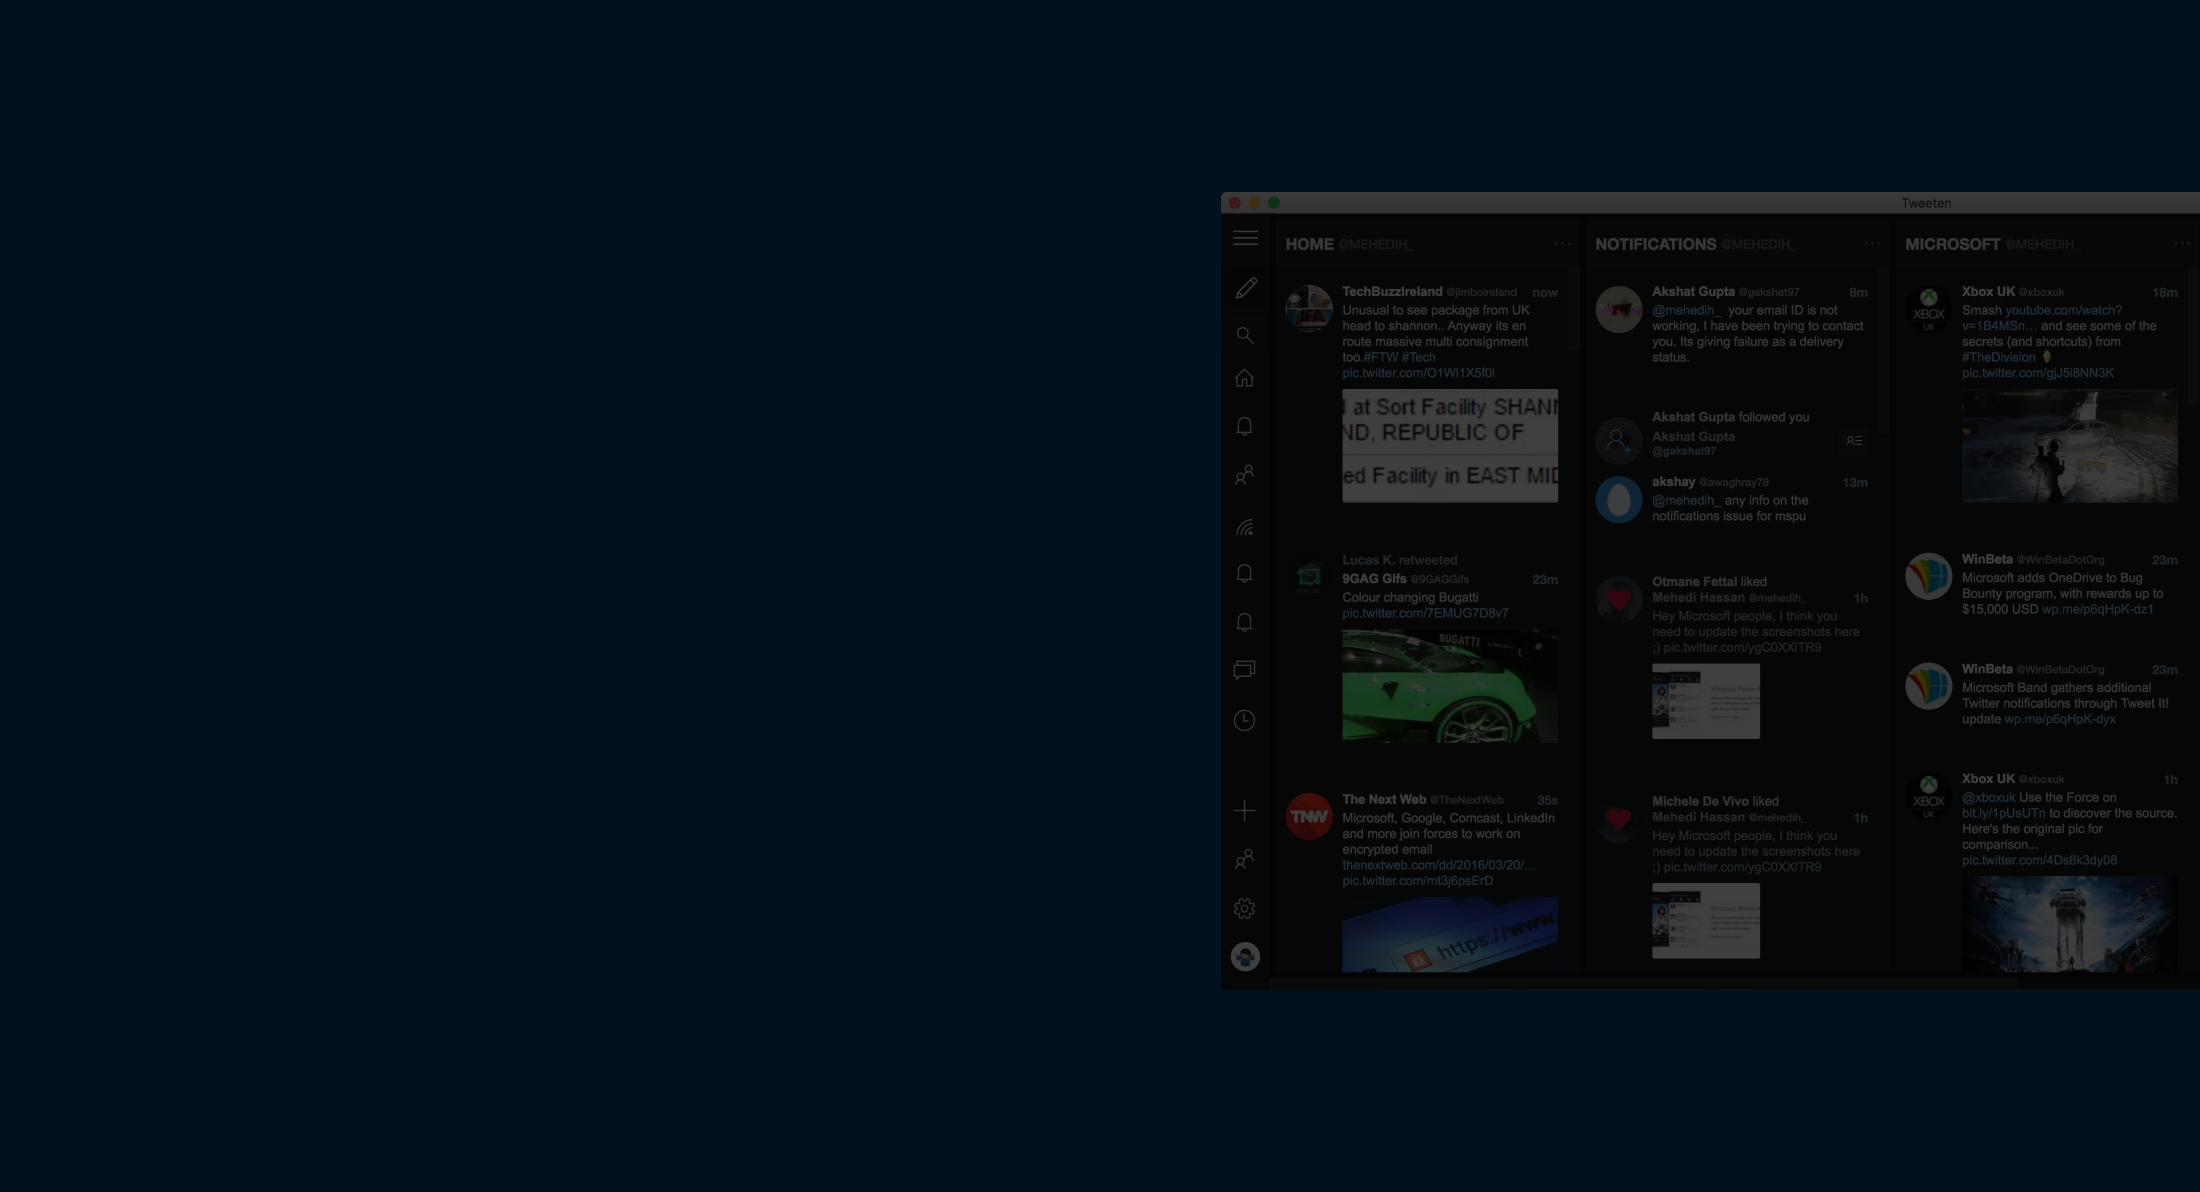 Tweeten
HOME @MEHEDIH_
TechBuzzIreland @jimboireland now
Unusual to see package from UK
head to shannon.. Anyway its en
route massive multi consignment
too.#FTW #Tech
pic.twitter.com/O1WI1X5f0I
at Sort Facility SHANN
ND, REPUBLIC OF
ed Facility in EAST MID
Lucas K. retweeted
9GAG Gifs @9GAGGifs 23m
Colour changing Bugatti
pic.twitter.com/7EMUG7D8v7
BUGATTI
TNW
The Next Web @TheNextWeb 35s
Microsoft, Google, Comcast, LinkedIn
and more join forces to work on
encrypted email
thenextweb.com/dd/2016/03/20/…
pic.twitter.com/mt3j6psErD
https://www
NOTIFICATIONS @MEHEDIH_
Akshat Gupta @gakshat97 8m
@mehedih_ your email ID is not
working, I have been trying to contact
you. Its giving failure as a delivery
status.
Akshat Gupta followed you
Akshat Gupta
@gakshat97
akshay @awaghray78 13m
@mehedih_ any info on the
notifications issue for mspu
Otmane Fettal liked
Mehedi Hassan @mehedih_ 1h
Hey Microsoft people, I think you
need to update the screenshots here
;) pic.twitter.com/ygC0XXITR9
Michele De Vivo liked
Mehedi Hassan @mehedih_ 1h
Hey Microsoft people, I think you
need to update the screenshots here
;) pic.twitter.com/ygC0XXITR9
MICROSOFT @MEHEDIH_
XBOX
UK
Xbox UK @xboxuk 18m
Smash youtube.com/watch?
v=1B4MSn… and see some of the
secrets (and shortcuts) from
#TheDivision
pic.twitter.com/gjJ5i8NN3K
WinBeta @WinBetaDotOrg 23m
Microsoft adds OneDrive to Bug
Bounty program, with rewards up to
$15,000 USD wp.me/p6qHpK-dz1
WinBeta @WinBetaDotOrg 23m
Microsoft Band gathers additional
Twitter notifications through Tweet It!
update wp.me/p6qHpK-dyx
XBOX
UK
Xbox UK @xboxuk 1h
@xboxuk Use the Force on
bit.ly/1pUsUTn to discover the source.
Here's the original pic for
comparison...
pic.twitter.com/4Ds8k3dy08